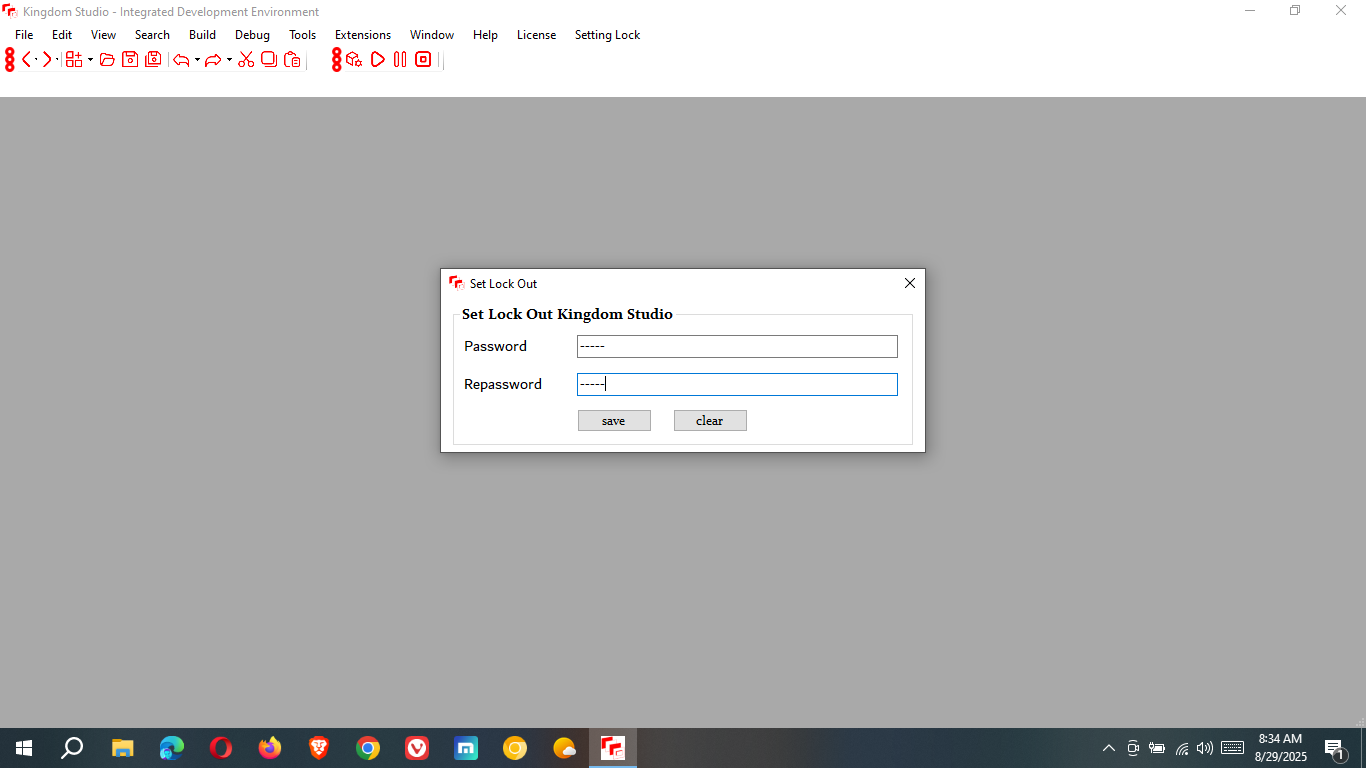 Kingdom Studio - Integrated Development Environment
File Edit View Search Build Debug Tools Extensions Window Help License Setting Lock
Set Lock Out
Set Lock Out Kingdom Studio
Password -----
Repassword -----
save clear
8:34 AM
8/29/2025
1